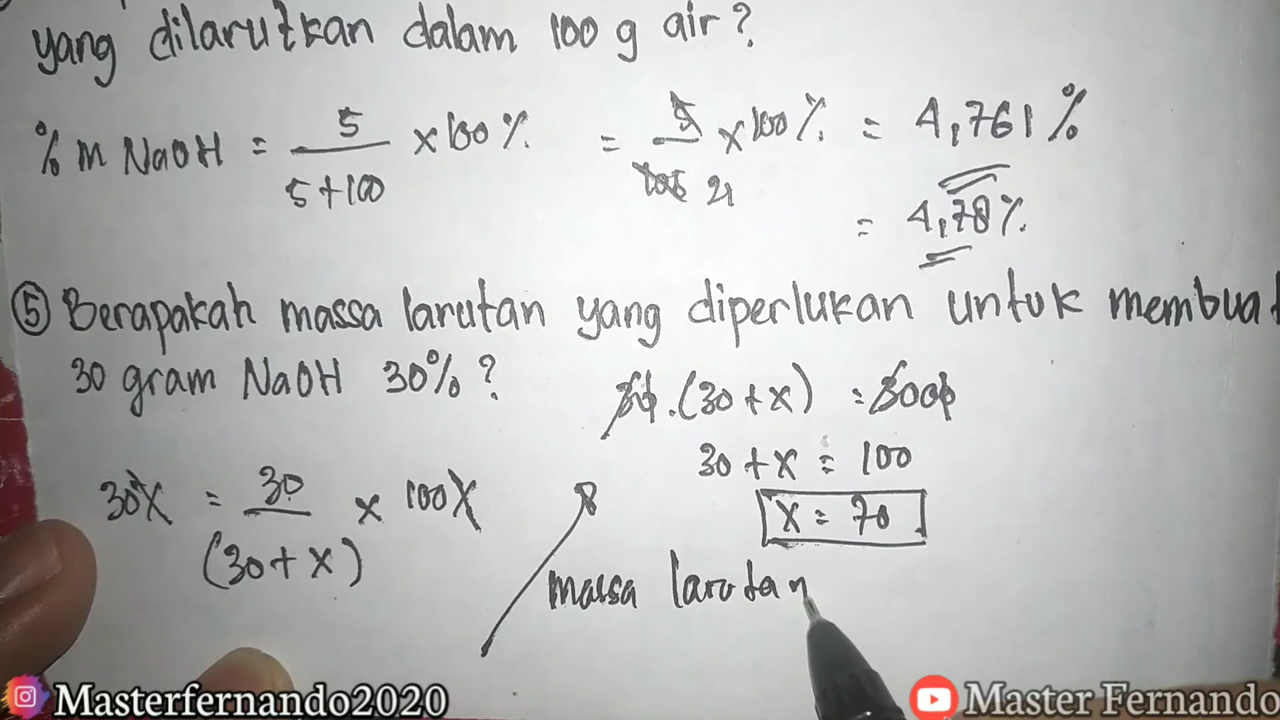 yang dilarutkan dalam 100 g air?
% m NaOH = 5 / 5+100 x 100% = 5 / 105 21 x 100% = 4,761%
= 4,78%
⑤ Berapakah massa larutan yang diperlukan untuk membuat
30 gram NaOH 30%?
30. (30+x) = 3000
30 + x = 100
x = 70
30% = 30 / (30+x) x 100%
massa larutan
Masterfernando2020
Master Fernando